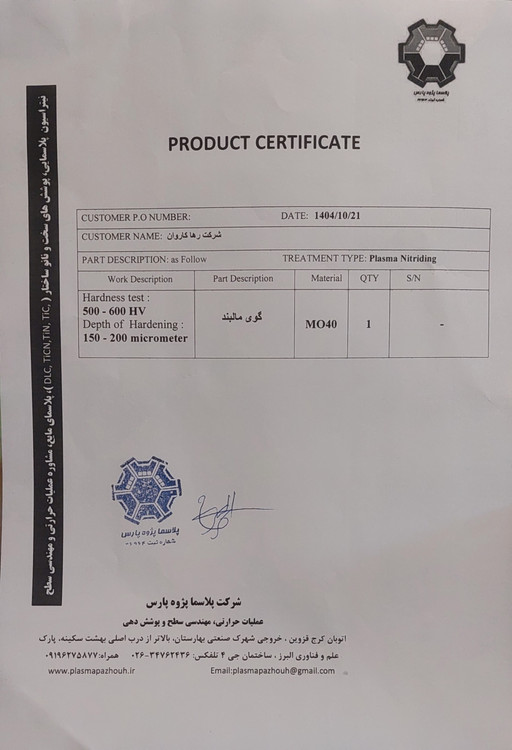 پلاسما پژوه پارس
PRODUCT CERTIFICATE
نیتراسیون پلاسمایی، پوشش های سخت و نانو ساختار ( DLC, TiCN,TiN, TiC, )، پلاسمای مایع، مشاوره عملیات حرارتی و مهندسی سطح
CUSTOMER P.O NUMBER: DATE: 1404/10/21
CUSTOMER NAME: شرکت رها کاروان
PART DESCRIPTION: as Follow TREATMENT TYPE: Plasma Nitriding
Work Description Part Description Material QTY S/N
Hardness test :
500 - 600 HV
Depth of Hardening :
150 - 200 micrometer
گوی مالبند MO40 1 -
پلاسما پژوه پارس
شرکت پلاسما پژوه پارس
عملیات حرارتی، مهندسی سطح و پوشش دهی
اتوبان کرج قزوین ، خروجی شهرک صنعتی بهارستان، بالاتر از درب اصلی بهشت سکینه، پارک
علم و فناوری البرز ، ساختمان جی ۴ تلفکس: ۳۴۷۶۲۴۳۶-۰۲۶ همراه: ۰۹۱۹۶۲۷۵۸۷۷
www.plasmapazhouh.ir Email:plasmapazhouh@gmail.com